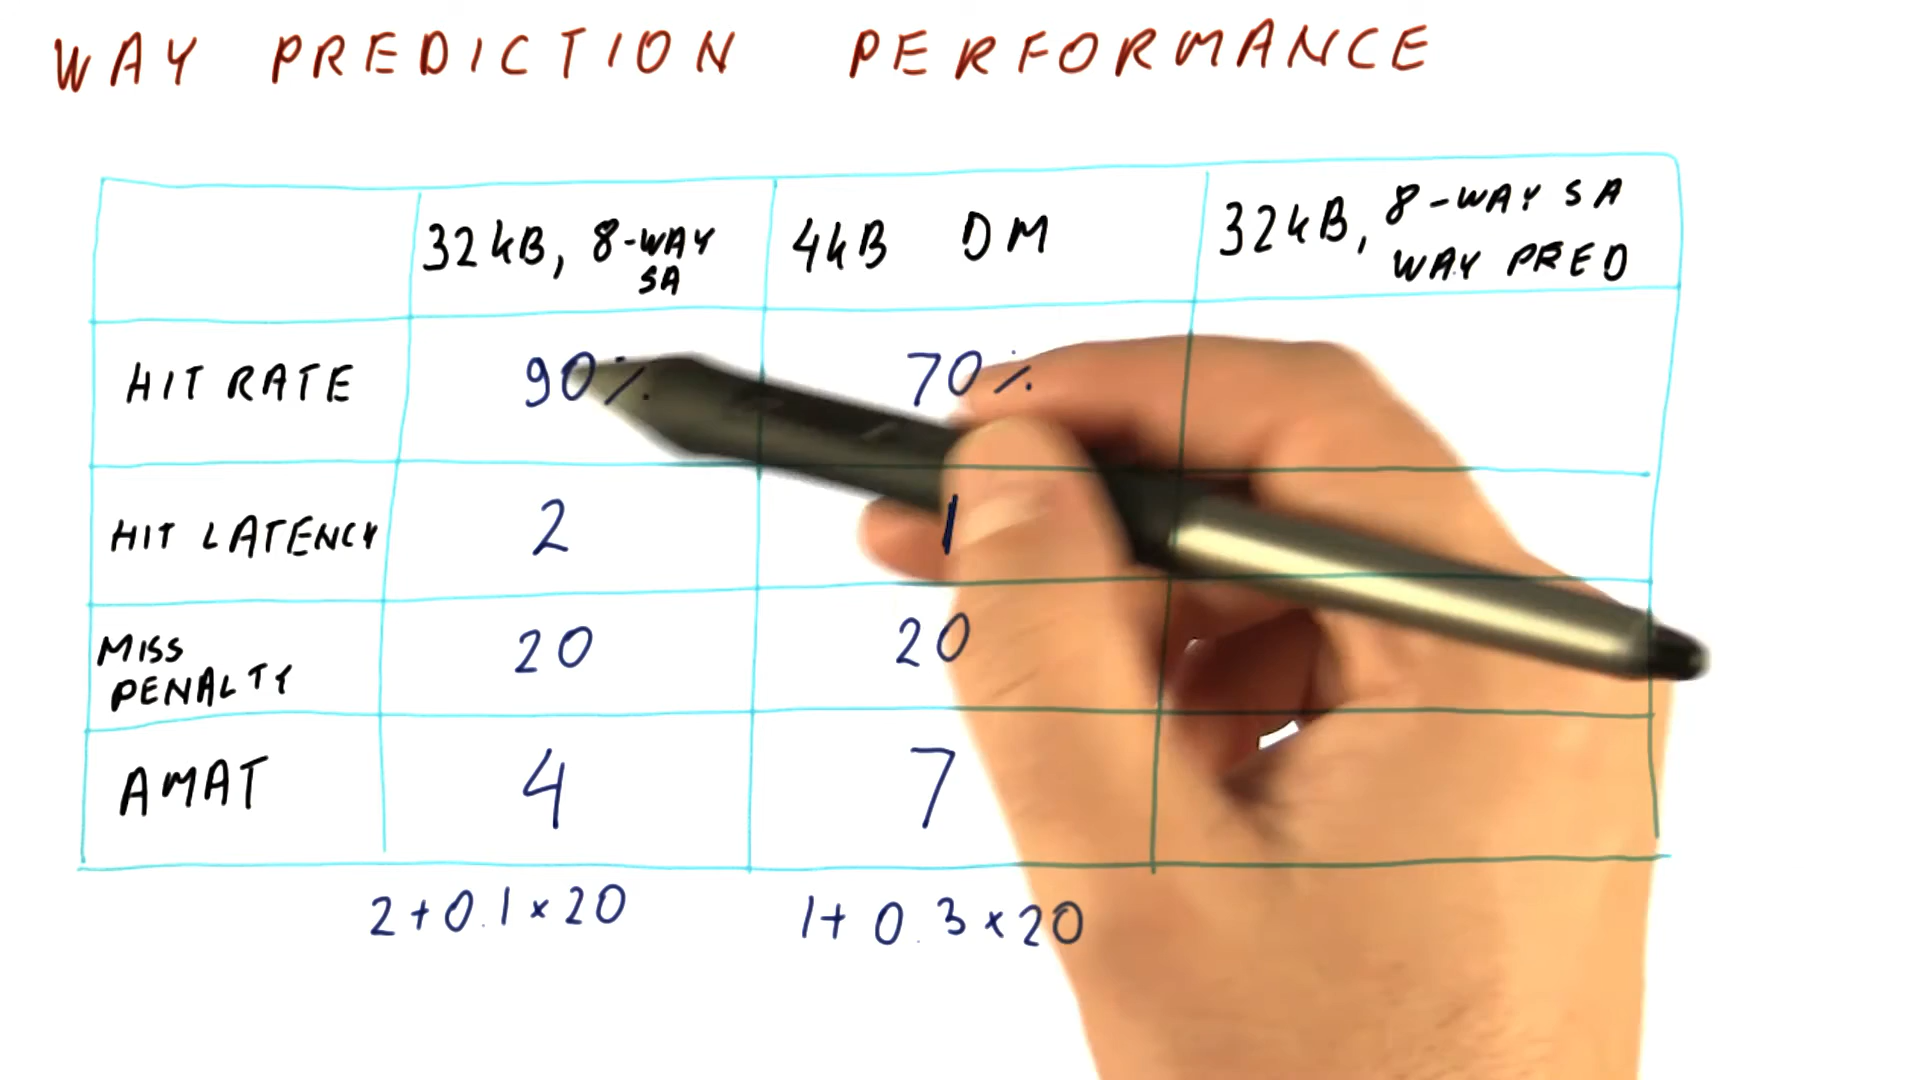 WAY PREDICTION PERFORMANCE
32kB, 8-WAY SA
4kB DM
32kB, 8-WAY SA WAY PRED
HIT RATE 90% 70%
HIT LATENCY 2 1
MISS PENALTY 20 20
AMAT 4 7
2+0.1×20 1+0.3×20